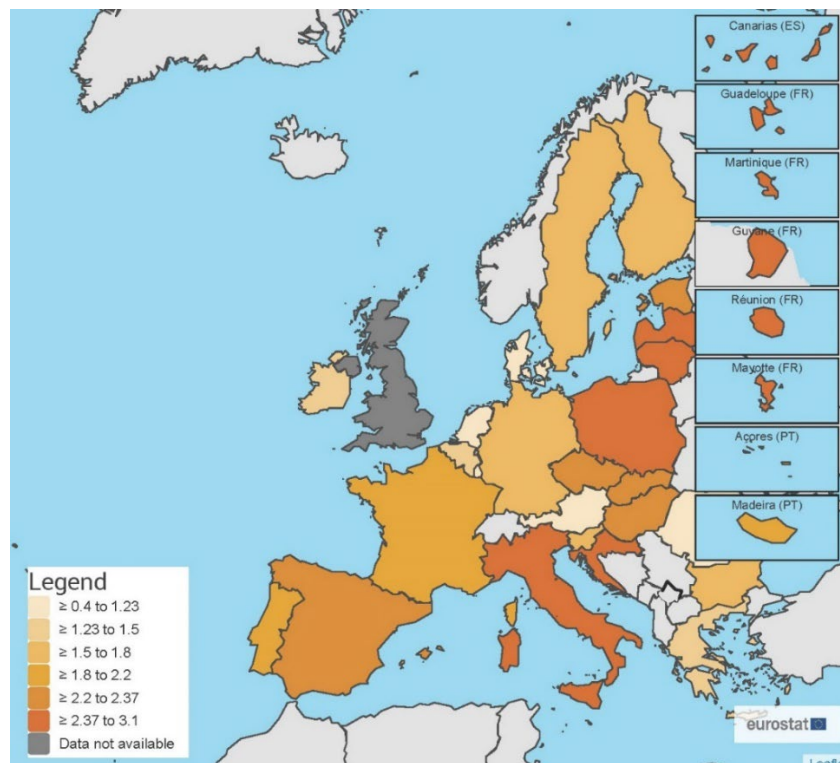 Canarias (ES)
Guadeloupe (FR)
Martinique (FR)
Guyane (FR)
Réunion (FR)
Mayotte (FR)
Açores (PT)
Madeira (PT)
Legend
≥ 0.4 to 1.23
≥ 1.23 to 1.5
≥ 1.5 to 1.8
≥ 1.8 to 2.2
≥ 2.2 to 2.37
≥ 2.37 to 3.1
Data not available
eurostat